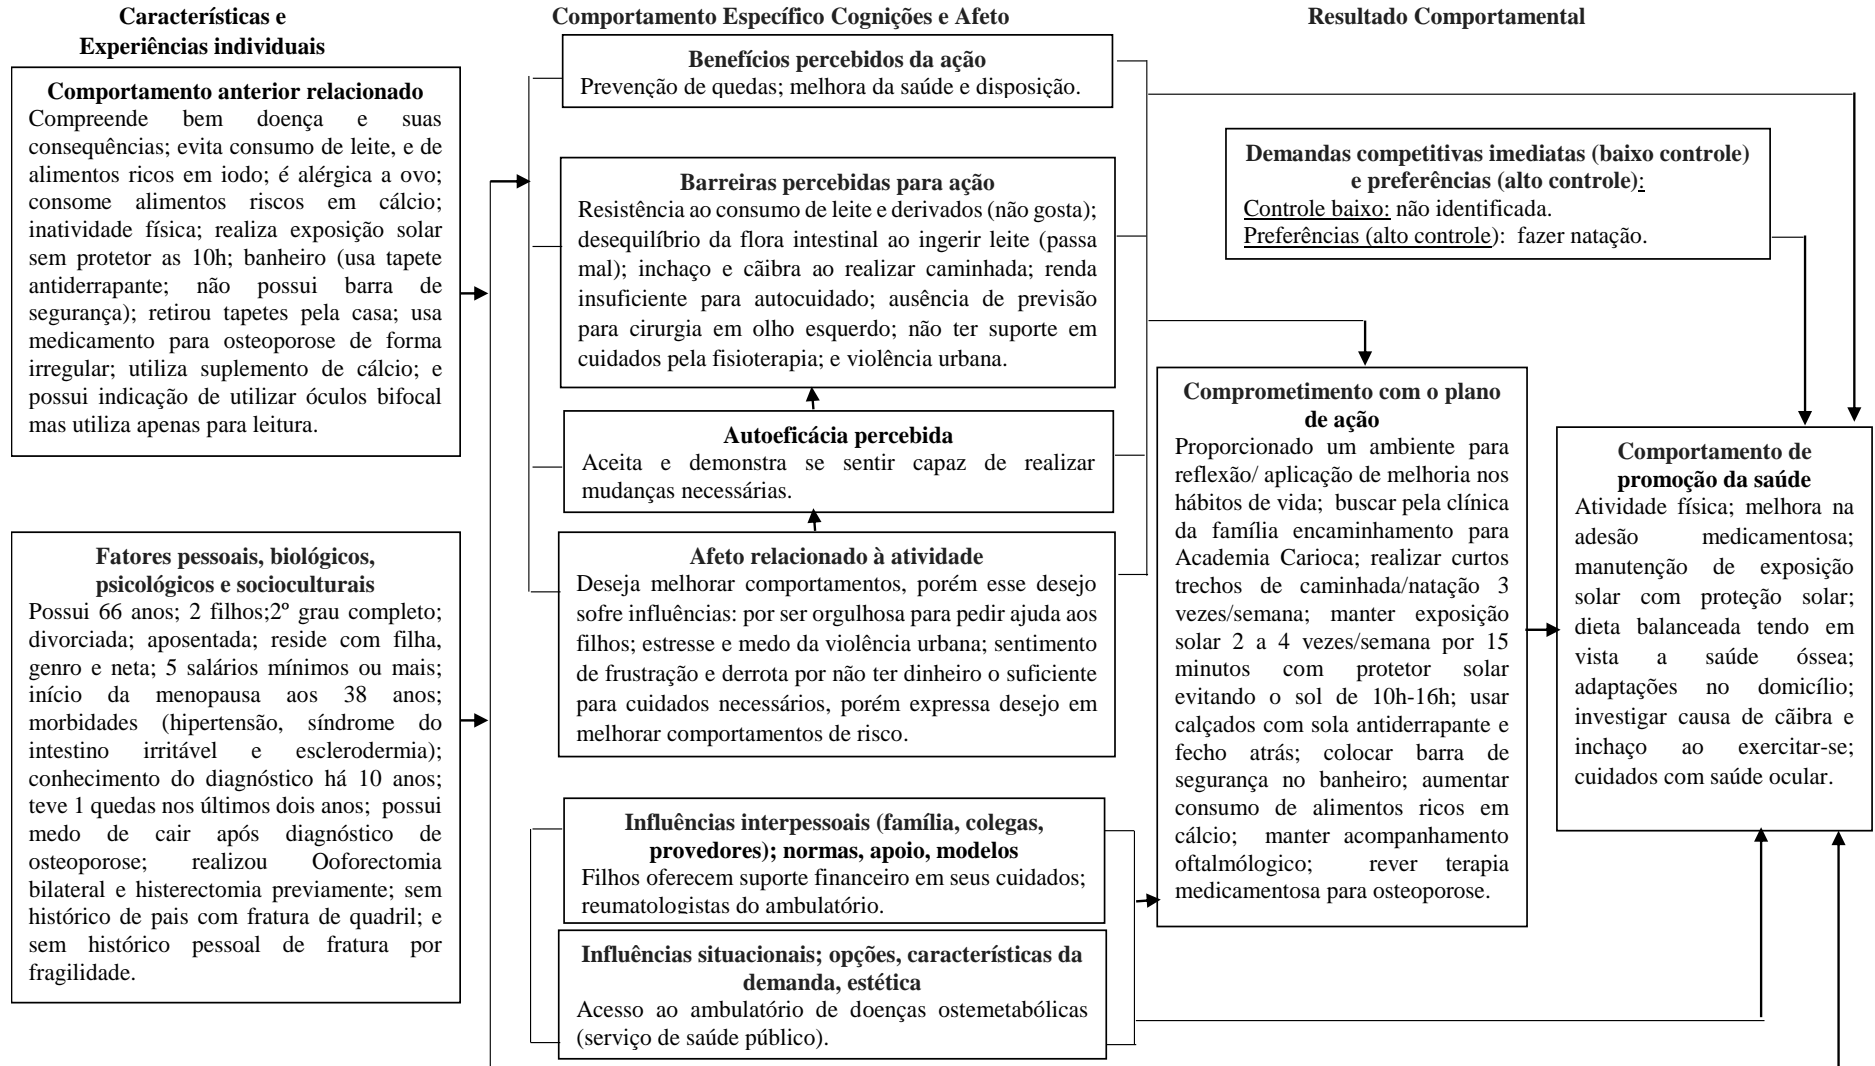 Características e
Experiências individuais
Comportamento anterior relacionado
Compreende bem doença e suas
consequências; evita consumo de leite, e de
alimentos ricos em iodo; é alérgica a ovo;
consome alimentos riscos em cálcio;
inatividade física; realiza exposição solar
sem protetor as 10h; banheiro (usa tapete
antiderrapante; não possui barra de
segurança); retirou tapetes pela casa; usa
medicamento para osteoporose de forma
irregular; utiliza suplemento de cálcio; e
possui indicação de utilizar óculos bifocal
mas utiliza apenas para leitura.
Fatores pessoais, biológicos,
psicológicos e socioculturais
Possui 66 anos; 2 filhos;2º grau completo;
divorciada; aposentada; reside com filha,
genro e neta; 5 salários mínimos ou mais;
início da menopausa aos 38 anos;
morbidades (hipertensão, síndrome do
intestino irritável e esclerodermia);
conhecimento do diagnóstico há 10 anos;
teve 1 quedas nos últimos dois anos; possui
medo de cair após diagnóstico de
osteoporose; realizou Ooforectomia
bilateral e histerectomia previamente; sem
histórico de pais com fratura de quadril; e
sem histórico pessoal de fratura por
fragilidade.
Comportamento Específico Cognições e Afeto
Benefícios percebidos da ação
Prevenção de quedas; melhora da saúde e disposição.
Barreiras percebidas para ação
Resistência ao consumo de leite e derivados (não gosta);
desequilíbrio da flora intestinal ao ingerir leite (passa
mal); inchaço e cãibra ao realizar caminhada; renda
insuficiente para autocuidado; ausência de previsão
para cirurgia em olho esquerdo; não ter suporte em
cuidados pela fisioterapia; e violência urbana.
Autoeficácia percebida
Aceita e demonstra se sentir capaz de realizar
mudanças necessárias.
Afeto relacionado à atividade
Deseja melhorar comportamentos, porém esse desejo
sofre influências: por ser orgulhosa para pedir ajuda aos
filhos; estresse e medo da violência urbana; sentimento
de frustração e derrota por não ter dinheiro o suficiente
para cuidados necessários, porém expressa desejo em
melhorar comportamentos de risco.
Influências interpessoais (família, colegas,
provedores); normas, apoio, modelos
Filhos oferecem suporte financeiro em seus cuidados;
reumatologistas do ambulatório.
Influências situacionais; opções, características da
demanda, estética
Acesso ao ambulatório de doenças ostemetabólicas
(serviço de saúde público).
Resultado Comportamental
Demandas competitivas imediatas (baixo controle)
e preferências (alto controle):
Controle baixo: não identificada.
Preferências (alto controle): fazer natação.
Comprometimento com o plano
de ação
Proporcionado um ambiente para
reflexão/ aplicação de melhoria nos
hábitos de vida; buscar pela clínica
da família encaminhamento para
Academia Carioca; realizar curtos
trechos de caminhada/natação 3
vezes/semana; manter exposição
solar 2 a 4 vezes/semana por 15
minutos com protetor solar
evitando o sol de 10h-16h; usar
calçados com sola antiderrapante e
fecho atrás; colocar barra de
segurança no banheiro; aumentar
consumo de alimentos ricos em
cálcio; manter acompanhamento
oftalmólogico; rever terapia
medicamentosa para osteoporose.
Comportamento de
promoção da saúde
Atividade física; melhora na
adesão medicamentosa;
manutenção de exposição
solar com proteção solar;
dieta balanceada tendo em
vista a saúde óssea;
adaptações no domicílio;
investigar causa de cãibra e
inchaço ao exercitar-se;
cuidados com saúde ocular.